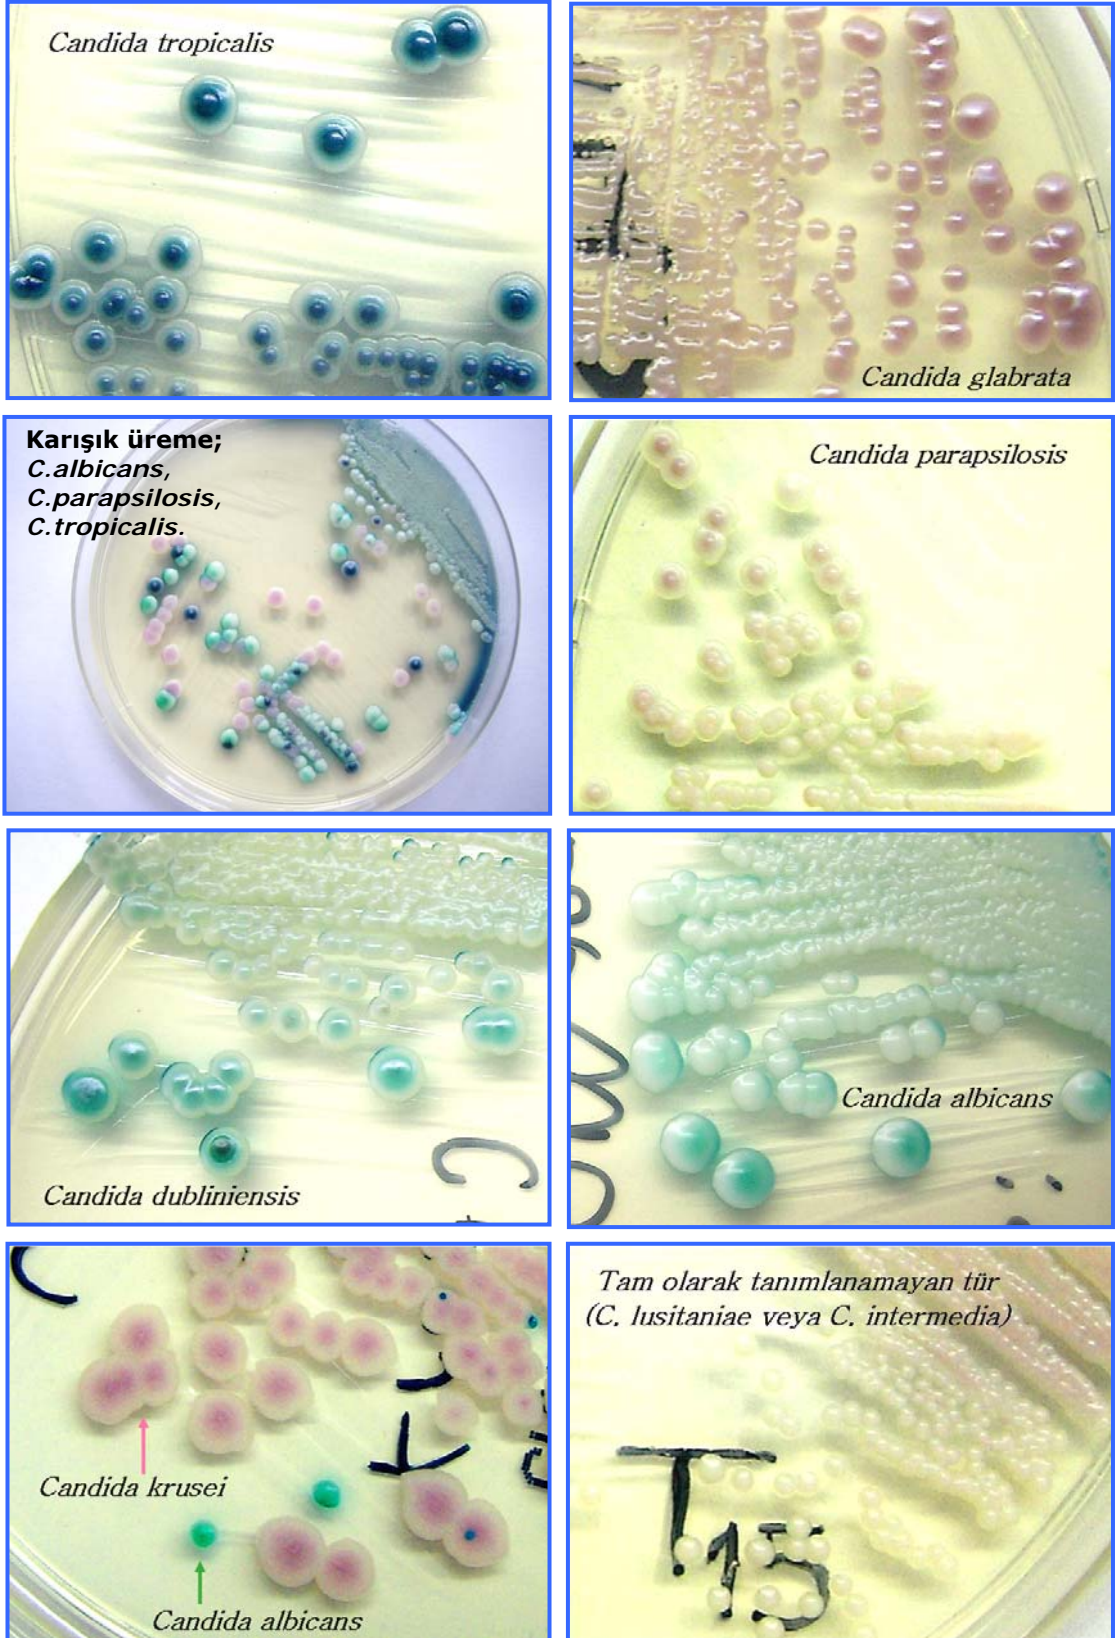 Candida tropicalis
Candida glabrata
Karışık üreme;
C.albicans,
C.parapsilosis,
C.tropicalis.
Candida parapsilosis
Candida dubliniensis
C
Candida albicans
Candida krusei
K
Candida albicans
Tam olarak tanımlanamayan tür
(C. lusitaniae veya C. intermedia)
T
15